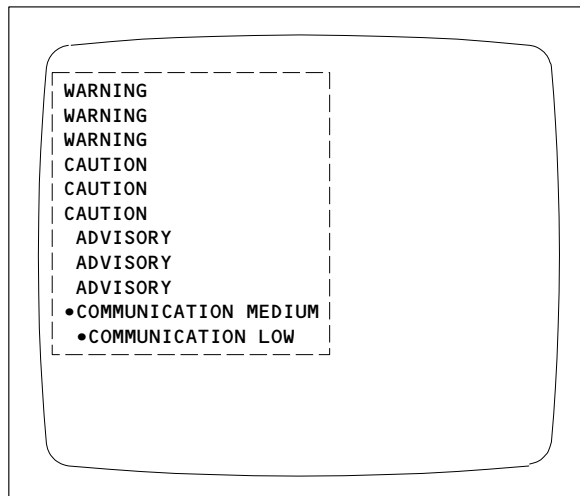 WARNING
WARNING
WARNING
CAUTION
CAUTION
CAUTION
ADVISORY
ADVISORY
ADVISORY
•COMMUNICATION MEDIUM
•COMMUNICATION LOW